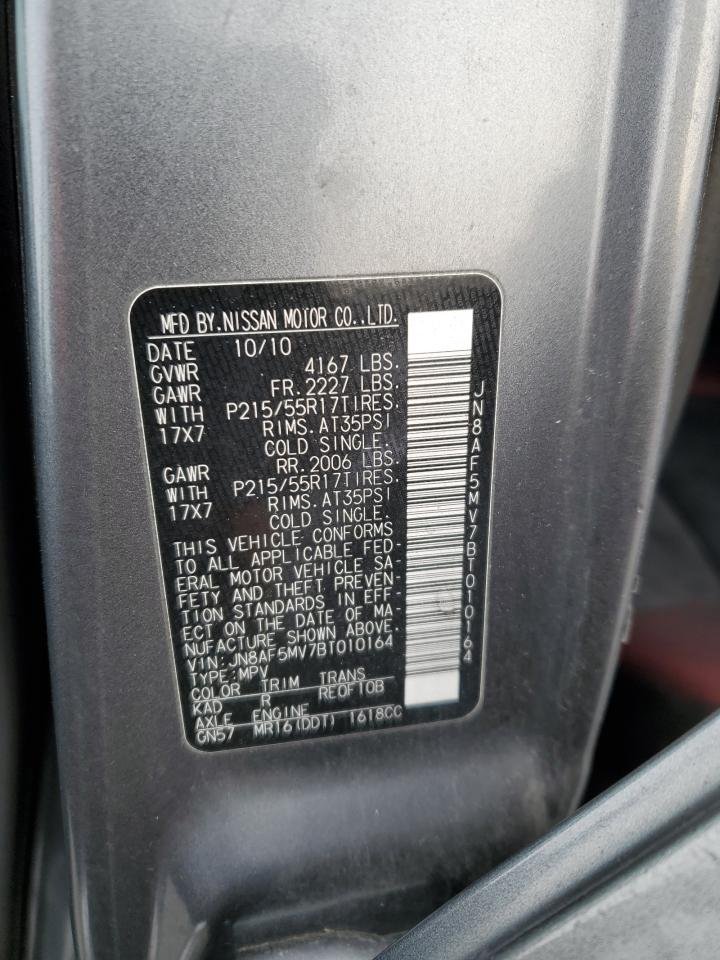 MFD BY.NISSAN MOTOR CO.,LTD.
DATE 10/10
GVWR 4167 LBS.
GAWR FR. 2227 LBS.
WITH P215/55R17TIRES.
17X7 RIMS. AT35PSI
COLD SINGLE.
GAWR RR. 2006 LBS.
WITH P215/55R17TIRES.
17X7 RIMS. AT35PSI
COLD SINGLE.
THIS VEHICLE CONFORMS
TO ALL APPLICABLE FED-
ERAL MOTOR VEHICLE SA-
FETY AND THEFT PREVEN-
TION STANDARDS IN EFF-
ECT ON THE DATE OF MA-
NUFACTURE SHOWN ABOVE.
VIN: JN8AF5MV7BT010164
TYPE: MPV
COLOR TRIM TRANS
KAD R REOF10B
AXLE ENGINE
GN57 MR16(DDT) 1618CC
JN8AF5MV7BT010164